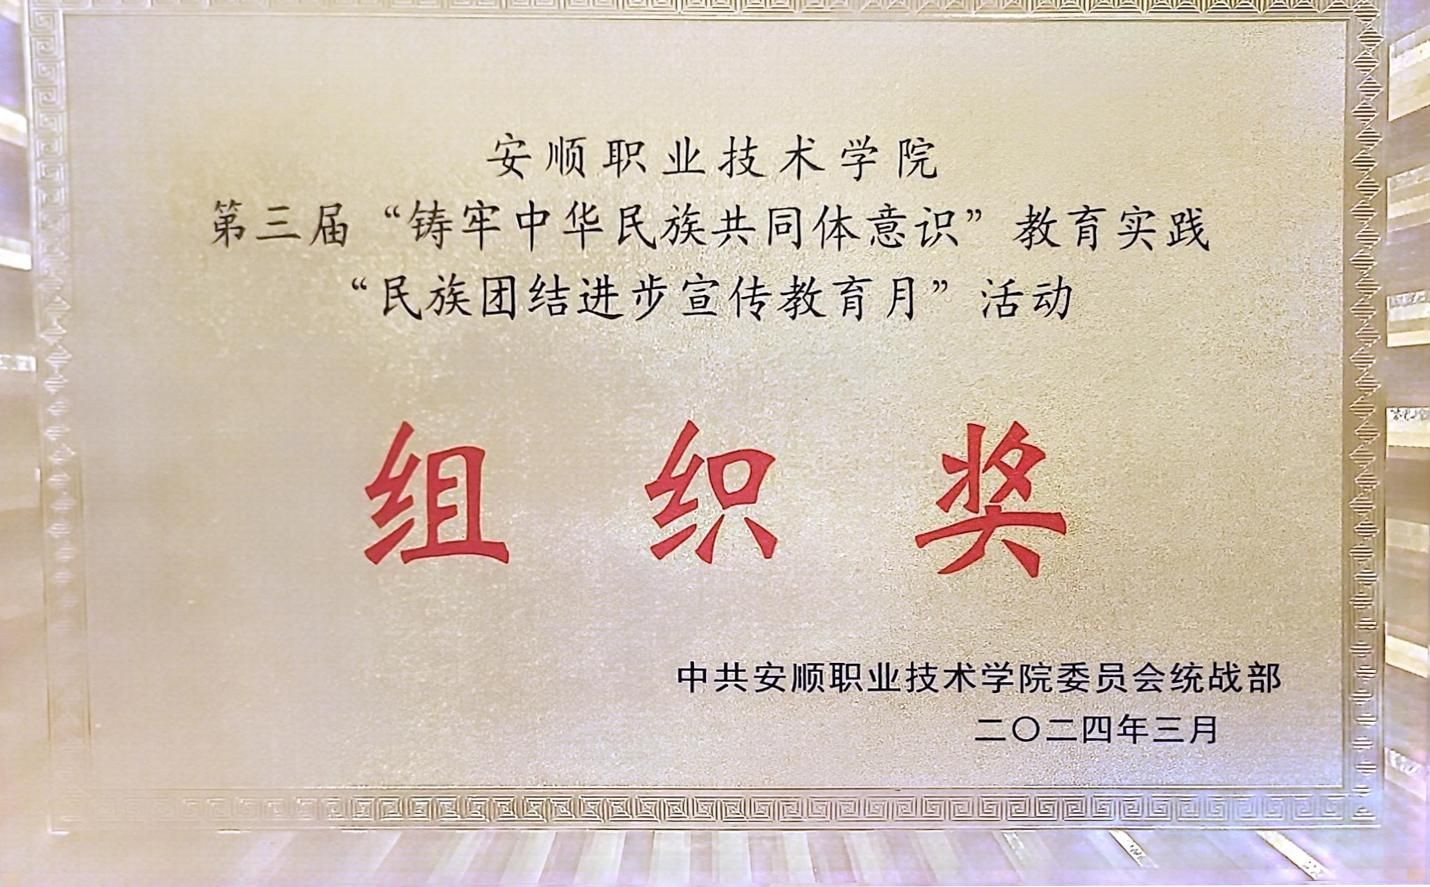 安顺职业技术学院
第三届“铸牢中华民族共同体意识”教育实践
“民族团结进步宣传教育月”活动
组织奖
中共安顺职业技术学院委员会统战部
二〇二四年三月